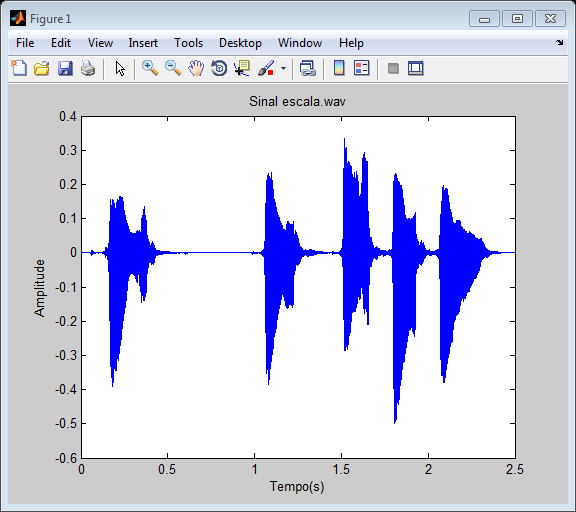 Figure 1
File Edit View Insert Tools Desktop Window Help
Sinal escala.wav
0.4
0.3
0.2
0.1
0
-0.1
-0.2
-0.3
-0.4
-0.5
-0.6
Amplitude
0 0.5 1 1.5 2 2.5
Tempo(s)